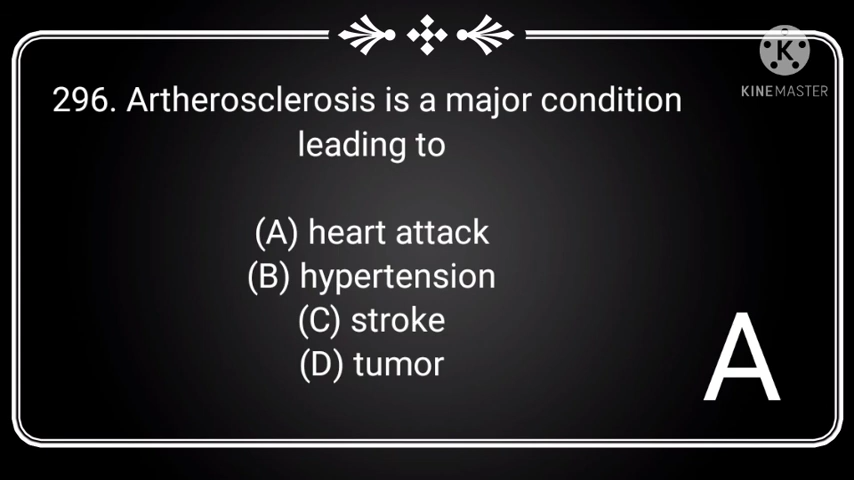 296. Artherosclerosis is a major condition
leading to
(A) heart attack
(B) hypertension
(C) stroke
(D) tumor
A
K
KINEMASTER